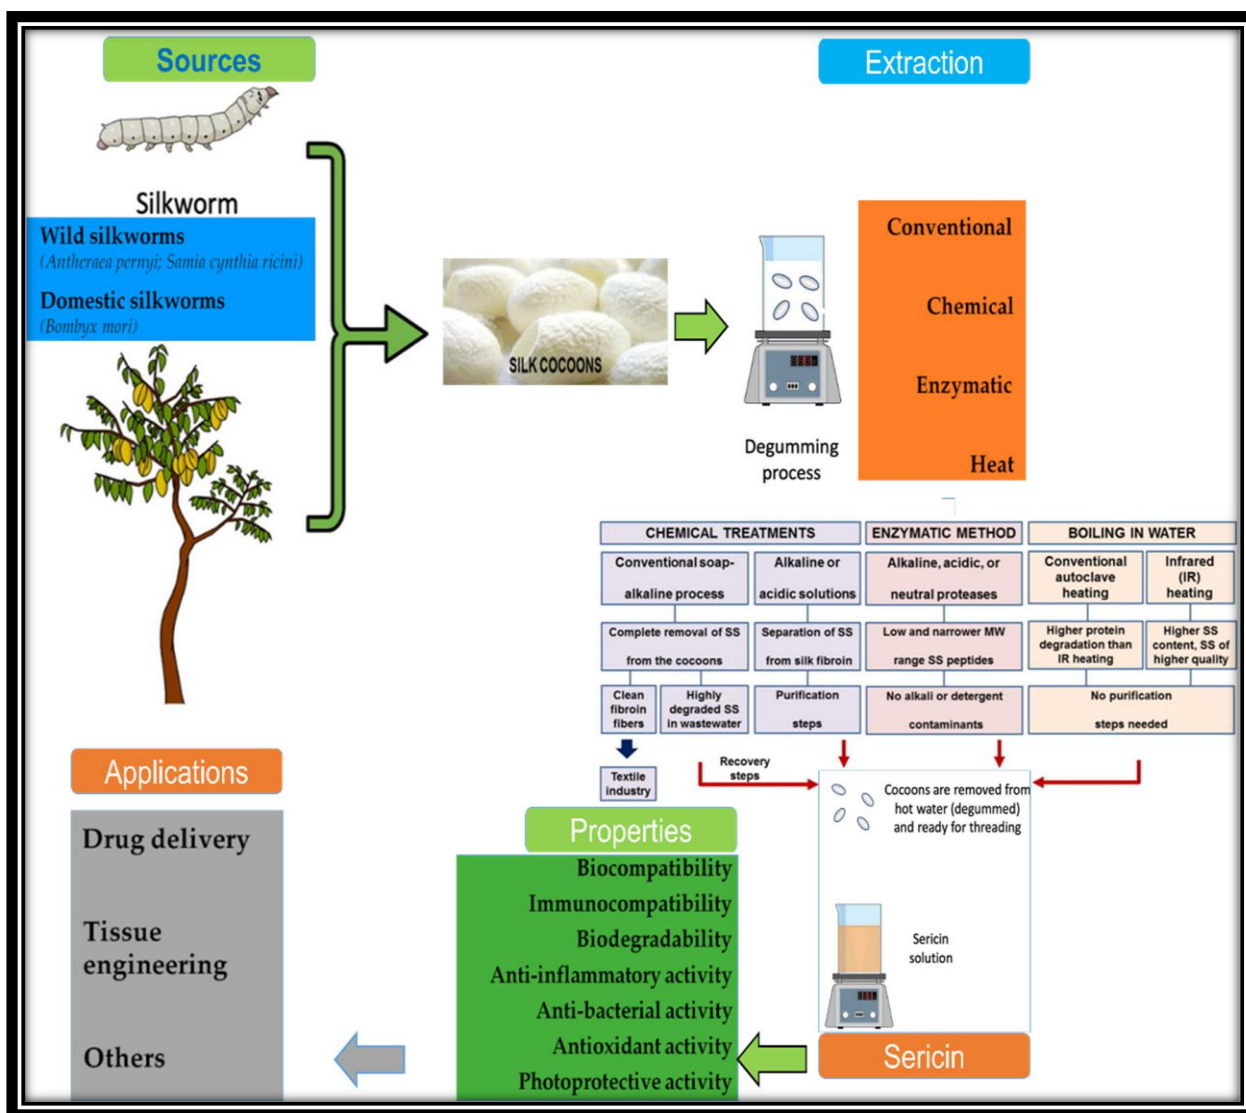 Sources
Silkworm
Wild silkworms
(Antheraea pernyi; Samia cynthia ricini)
Domestic silkworms
(Bombyx mori)
SILK COCOONS
Extraction
Degumming
process
Conventional
Chemical
Enzymatic
Heat
CHEMICAL TREATMENTS
Conventional soap-
alkaline process
Alkaline or
acidic solutions
Complete removal of SS
from the cocoons
Separation of SS
from silk fibroin
Clean
fibroin
fibers
Highly
degraded SS
in wastewater
Purification
steps
Textile
industry
Recovery
steps
ENZYMATIC METHOD
Alkaline, acidic, or
neutral proteases
Low and narrower MW
range SS peptides
No alkali or detergent
contaminants
BOILING IN WATER
Conventional
autoclave
heating
Infrared
(IR)
heating
Higher protein
degradation than
IR heating
Higher SS
content, SS of
higher quality
No purification
steps needed
Cocoons are removed from
hot water (degummed)
and ready for threading
Sericin
solution
Sericin
Properties
Biocompatibility
Immunocompatibility
Biodegradability
Anti-inflammatory activity
Anti-bacterial activity
Antioxidant activity
Photoprotective activity
Applications
Drug delivery
Tissue
engineering
Others